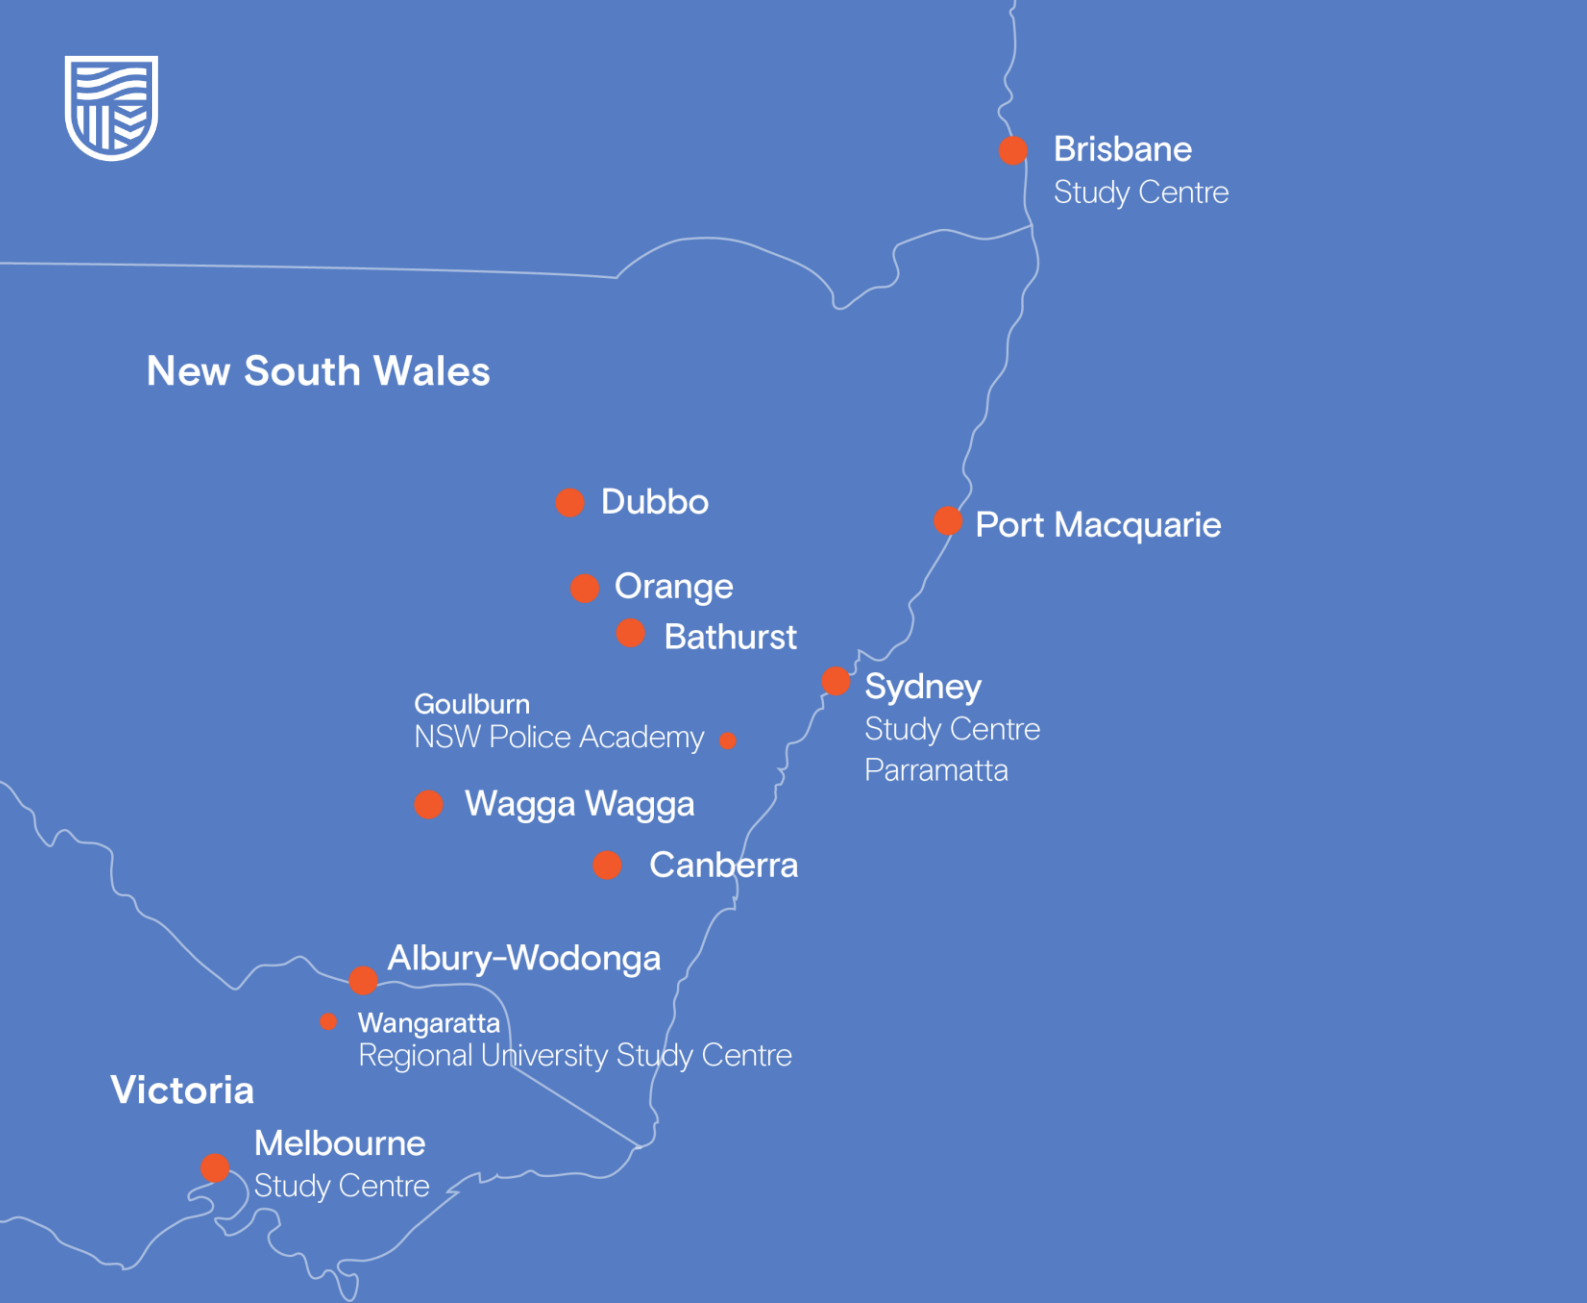 Brisbane
Study Centre
New South Wales
Dubbo
Port Macquarie
Orange
Bathurst
Sydney
Study Centre
Parramatta
Goulburn
NSW Police Academy
Wagga Wagga
Canberra
Albury-Wodonga
Wangaratta
Regional University Study Centre
Victoria
Melbourne
Study Centre